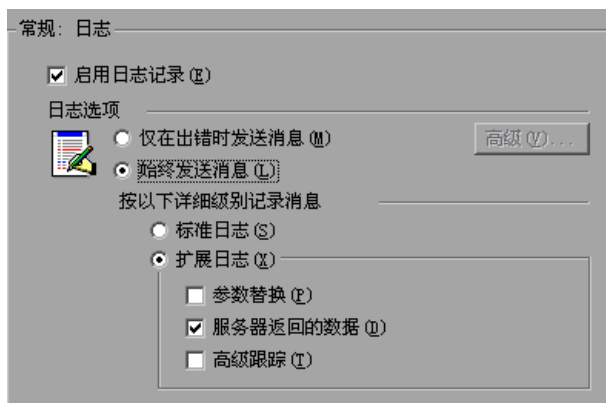 常规: 日志
启用日志记录(E)
日志选项
仅在出错时发送消息(M)
高级(V)...
始终发送消息(L)
按以下详细级别记录消息
标准日志(S)
扩展日志(X)
参数替换(P)
服务器返回的数据(D)
高级跟踪(T)